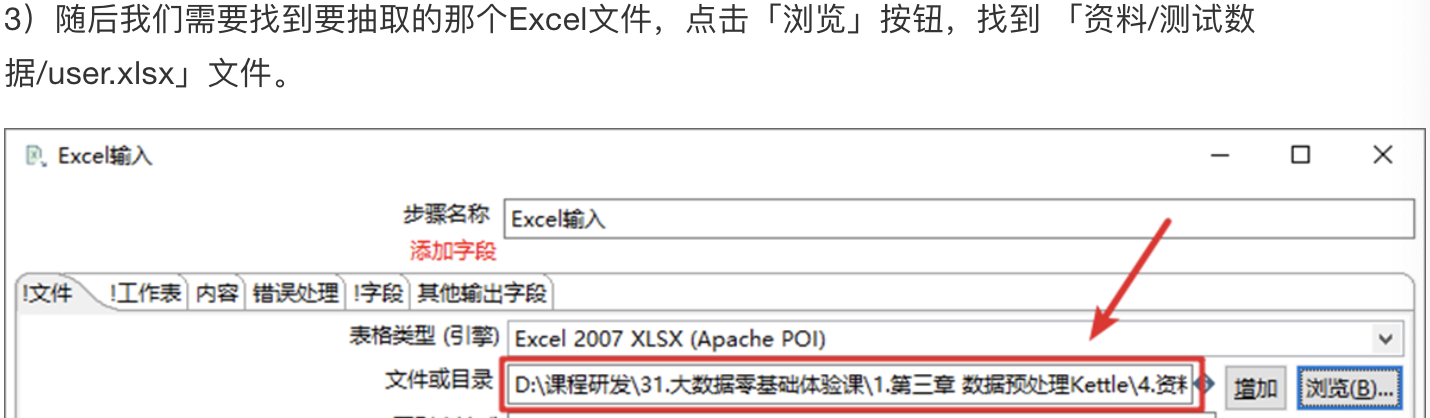 3）随后我们需要找到要抽取的那个Excel文件，点击「浏览」按钮，找到 「资料/测试数
据/user.xlsx」文件。
Excel输入
步骤名称 Excel输入
添加字段
!文件 !工作表 内容 错误处理 !字段 其他输出字段
表格类型 (引擎) Excel 2007 XLSX (Apache POI)
文件或目录 D:\课程研发\31.大数据零基础体验课\1.第三章 数据预处理Kettle\4.资 增加 浏览(B)...